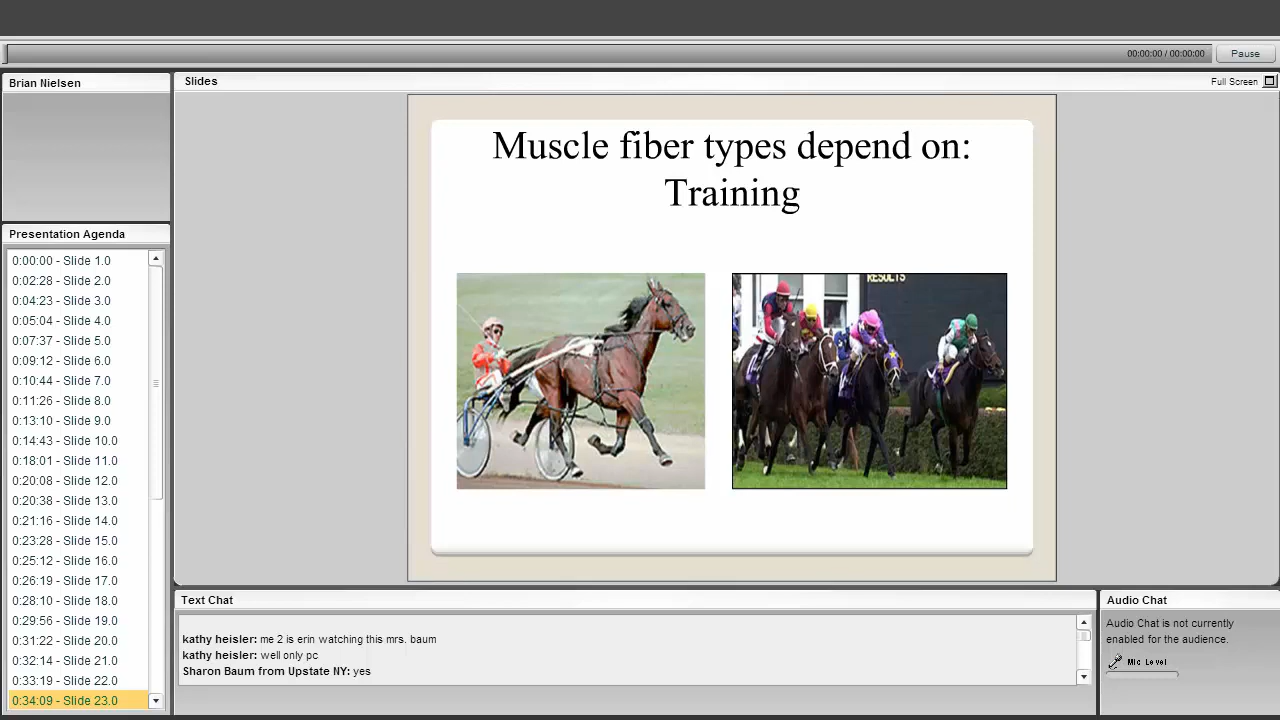 00:00:00 / 00:00:00
Pause
Brian Nielsen
Slides
Full Screen
Muscle fiber types depend on:
Training
RESULTS
Presentation Agenda
0:00:00 - Slide 1.0
0:02:28 - Slide 2.0
0:04:23 - Slide 3.0
0:05:04 - Slide 4.0
0:07:37 - Slide 5.0
0:09:12 - Slide 6.0
0:10:44 - Slide 7.0
0:11:26 - Slide 8.0
0:13:10 - Slide 9.0
0:14:43 - Slide 10.0
0:18:01 - Slide 11.0
0:20:08 - Slide 12.0
0:20:38 - Slide 13.0
0:21:16 - Slide 14.0
0:23:28 - Slide 15.0
0:25:12 - Slide 16.0
0:26:19 - Slide 17.0
0:28:10 - Slide 18.0
0:29:56 - Slide 19.0
0:31:22 - Slide 20.0
0:32:14 - Slide 21.0
0:33:19 - Slide 22.0
0:34:09 - Slide 23.0
Text Chat
kathy heisler: me 2 is erin watching this mrs. baum
kathy heisler: well only pc
Sharon Baum from Upstate NY: yes
Audio Chat
Audio Chat is not currently
enabled for the audience.
Mic Level